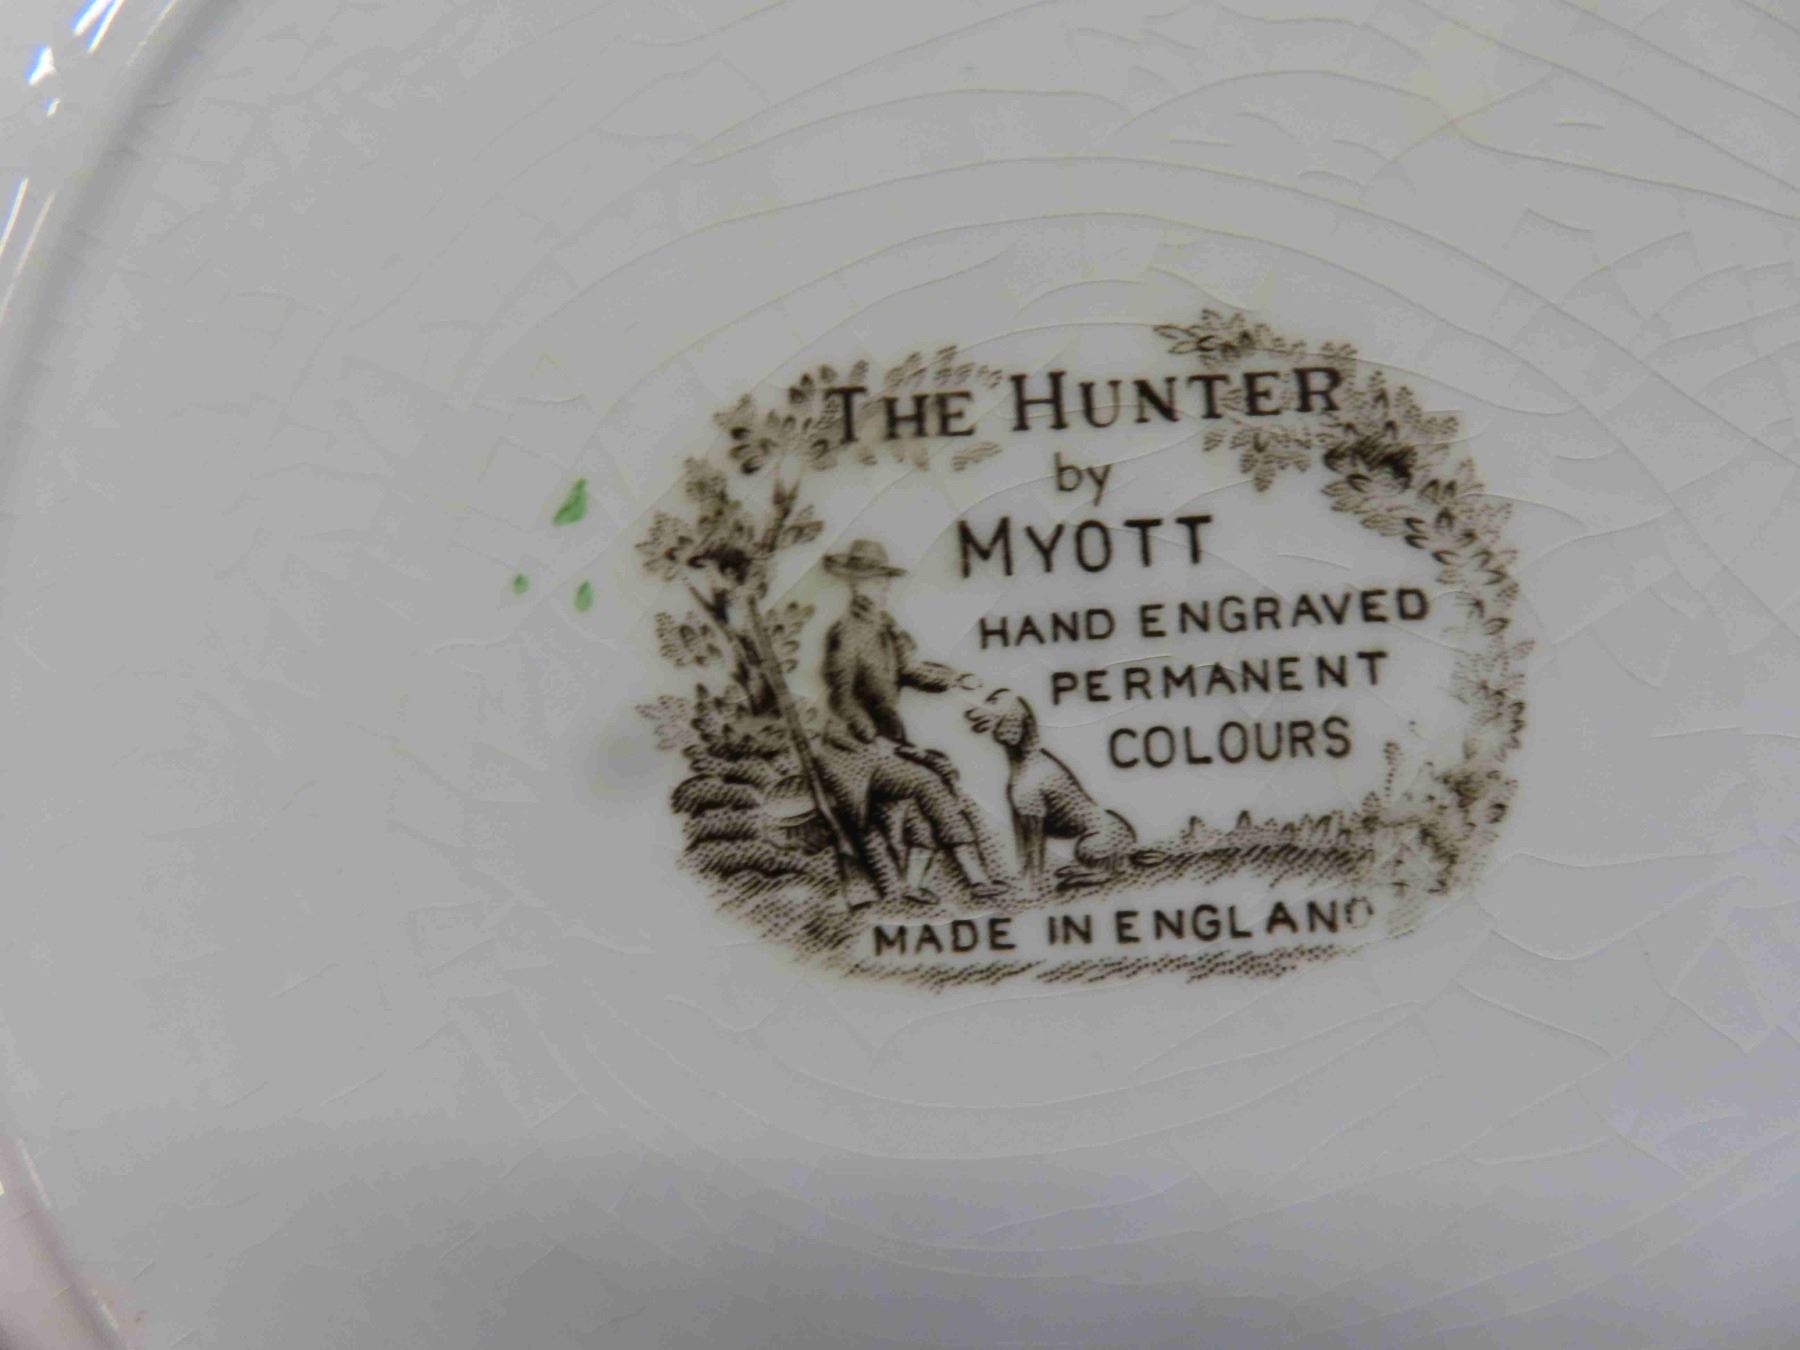 THE HUNTER
by
MYOTT
HAND ENGRAVED
PERMANENT
COLOURS
MADE IN ENGLAND